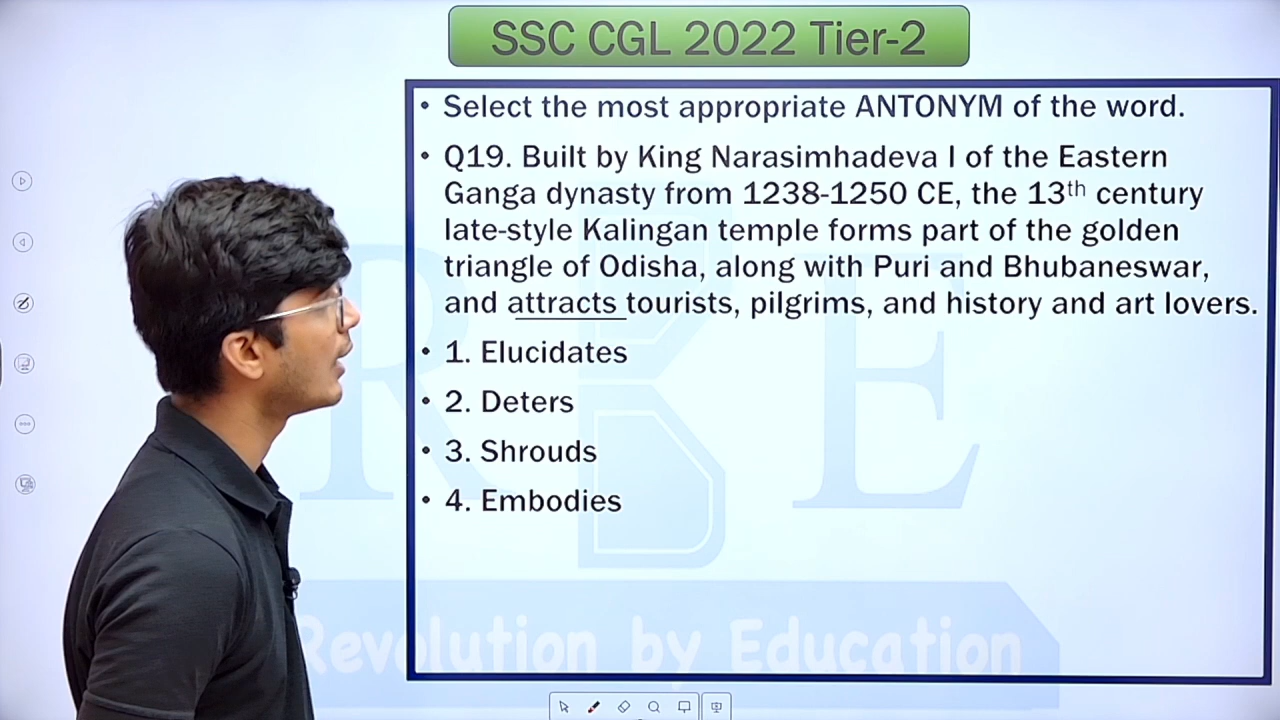 SSC CGL 2022 Tier-2
• Select the most appropriate ANTONYM of the word.
• Q19. Built by King Narasimhadeva I of the Eastern
Ganga dynasty from 1238-1250 CE, the 13th century
late-style Kalingan temple forms part of the golden
triangle of Odisha, along with Puri and Bhubaneswar,
and attracts tourists, pilgrims, and history and art lovers.
• 1. Elucidates
• 2. Deters
• 3. Shrouds
• 4. Embodies
RBE
Revolution by Education